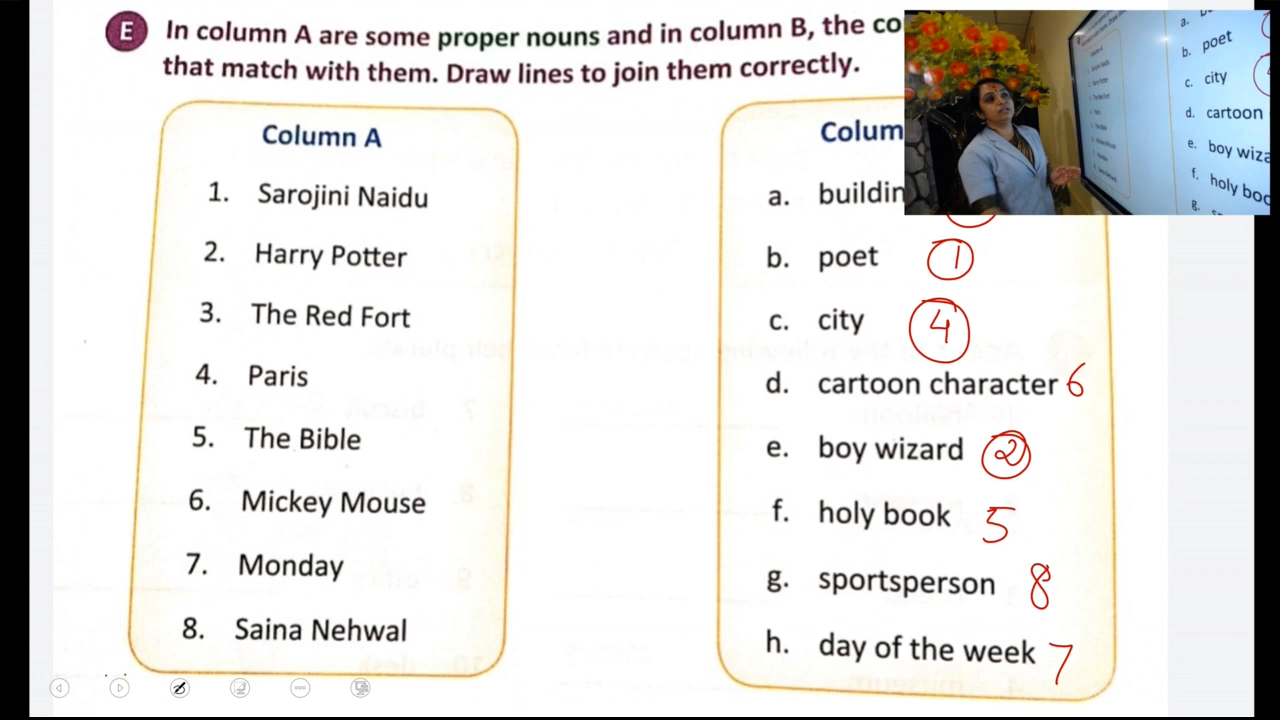 E In column A are some proper nouns and in column B, the co
that match with them. Draw lines to join them correctly.
Column A
1. Sarojini Naidu
2. Harry Potter
3. The Red Fort
4. Paris
5. The Bible
6. Mickey Mouse
7. Monday
8. Saina Nehwal
Colum
a. buildin
b. poet 1
c. city 4
d. cartoon character 6
e. boy wizard 2
f. holy book 5
g. sportsperson 8
h. day of the week 7
a.
b. poet
c. city
d. cartoon
e. boy wiza
f. holy boo
g.